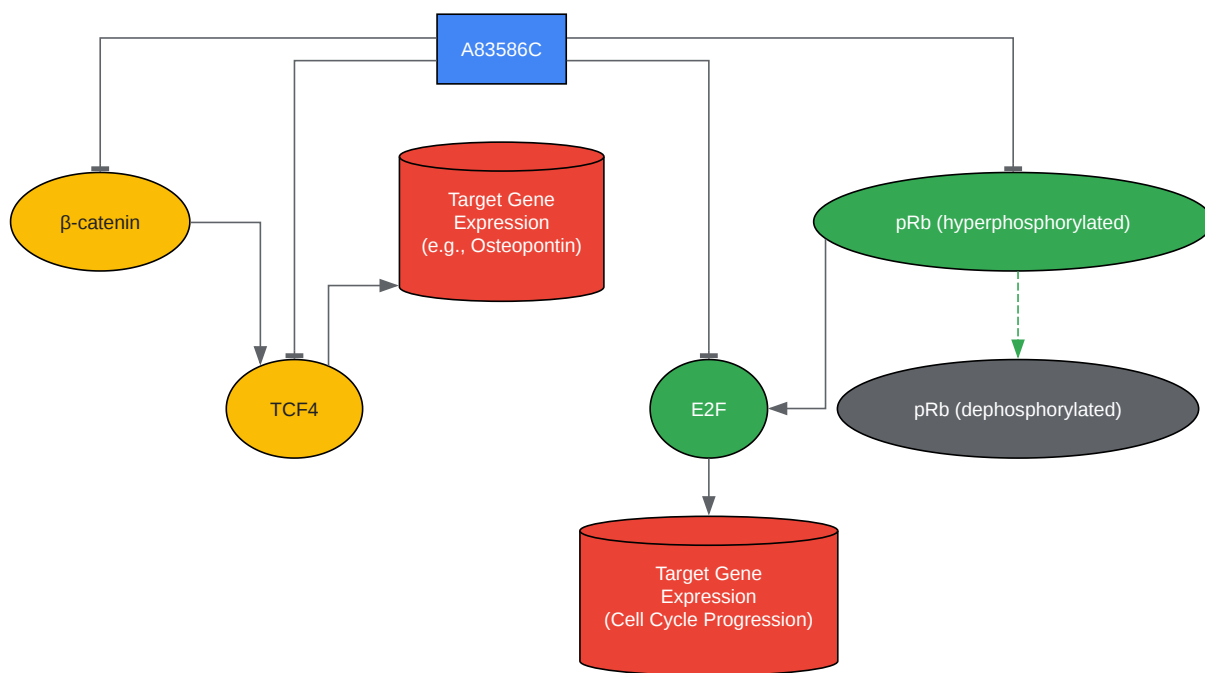 A83586C
Target Gene
Expression
(e.g., Osteopontin)
β-catenin
pRb (hyperphosphorylated)
TCF4
E2F
pRb (dephosphorylated)
Target Gene
Expression
(Cell Cycle Progression)